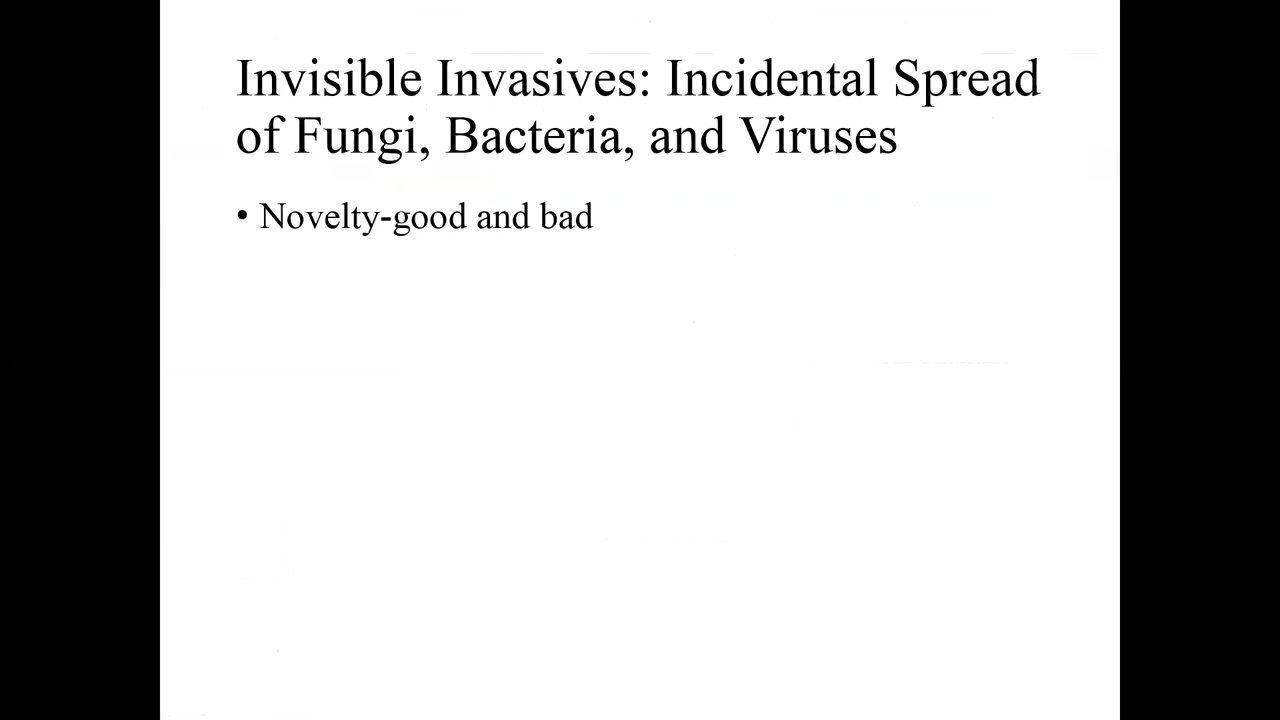 Invisible Invasives: Incidental Spread
of Fungi, Bacteria, and Viruses
• Novelty-good and bad